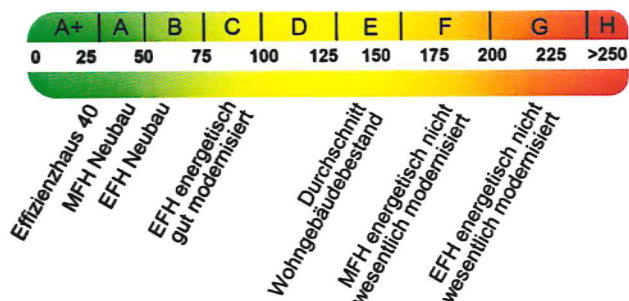 A+ A B C D E F G H
0 25 50 75 100 125 150 175 200 225 >250
Effizienzhaus 40
MFH Neubau
EFH Neubau
EFH energetisch
gut modernisiert
Durchschnitt
Wohngebäudebestand
MFH energetisch nicht
wesentlich modernisiert
EFH energetisch nicht
wesentlich modernisiert